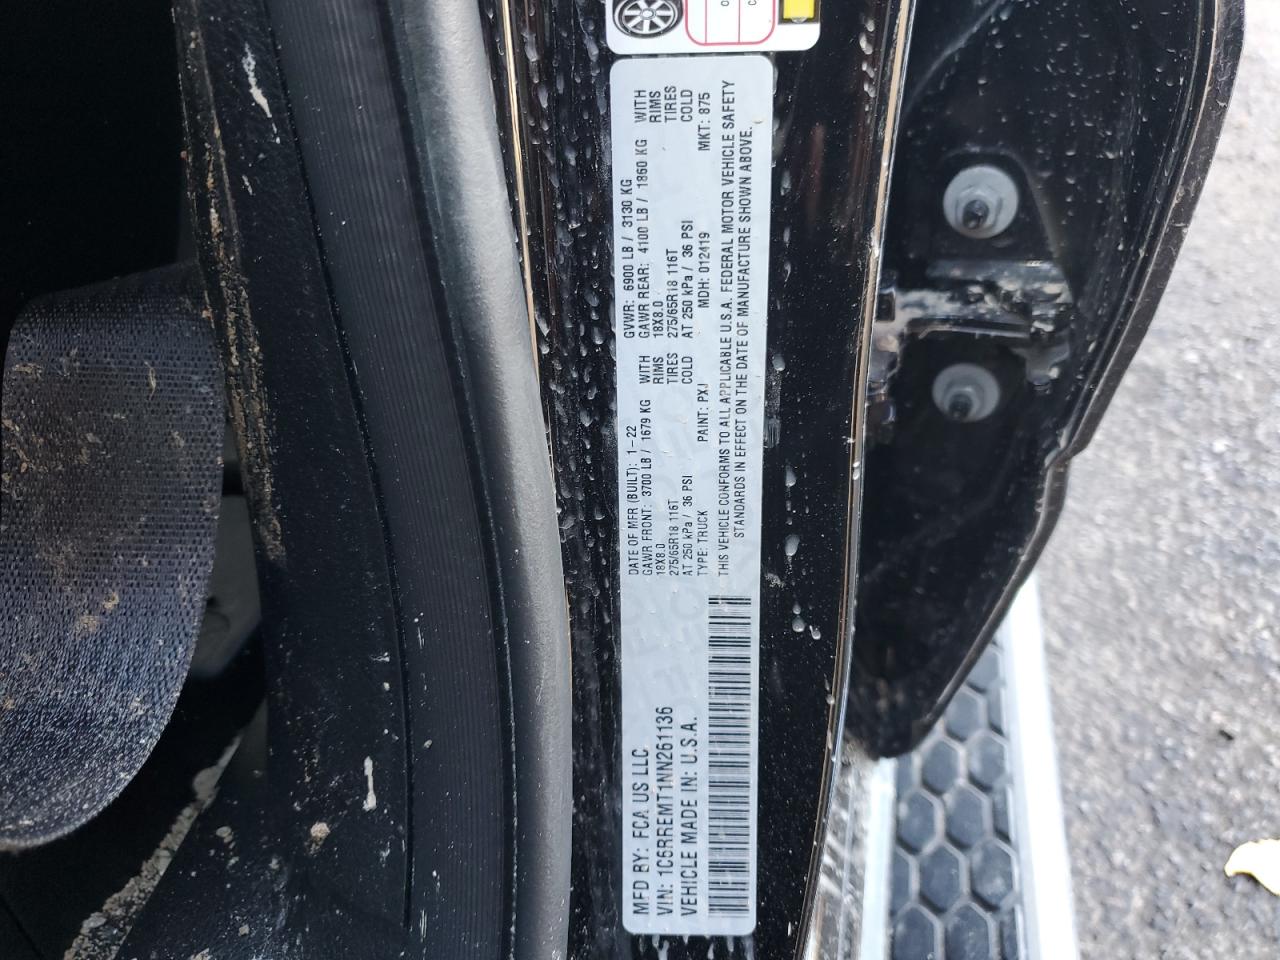 MFD BY: FCA US LLC
VIN: 1C6RREMT1NN261136
VEHICLE MADE IN: U.S.A.
DATE OF MFR (BUILT): 1-22 GVWR: 6900 LB / 3130 KG
GAWR FRONT: 3700 LB / 1679 KG WITH GAWR REAR: 4100 LB / 1860 KG WITH
18X8.0 RIMS 18X8.0 RIMS
275/65R18 116T TIRES 275/65R18 116T TIRES
AT 250 kPa / 36 PSI COLD AT 250 kPa / 36 PSI COLD
TYPE: TRUCK PAINT: PXJ MDH: 012419 MKT: 875
THIS VEHICLE CONFORMS TO ALL APPLICABLE U.S.A. FEDERAL MOTOR VEHICLE SAFETY
STANDARDS IN EFFECT ON THE DATE OF MANUFACTURE SHOWN ABOVE.